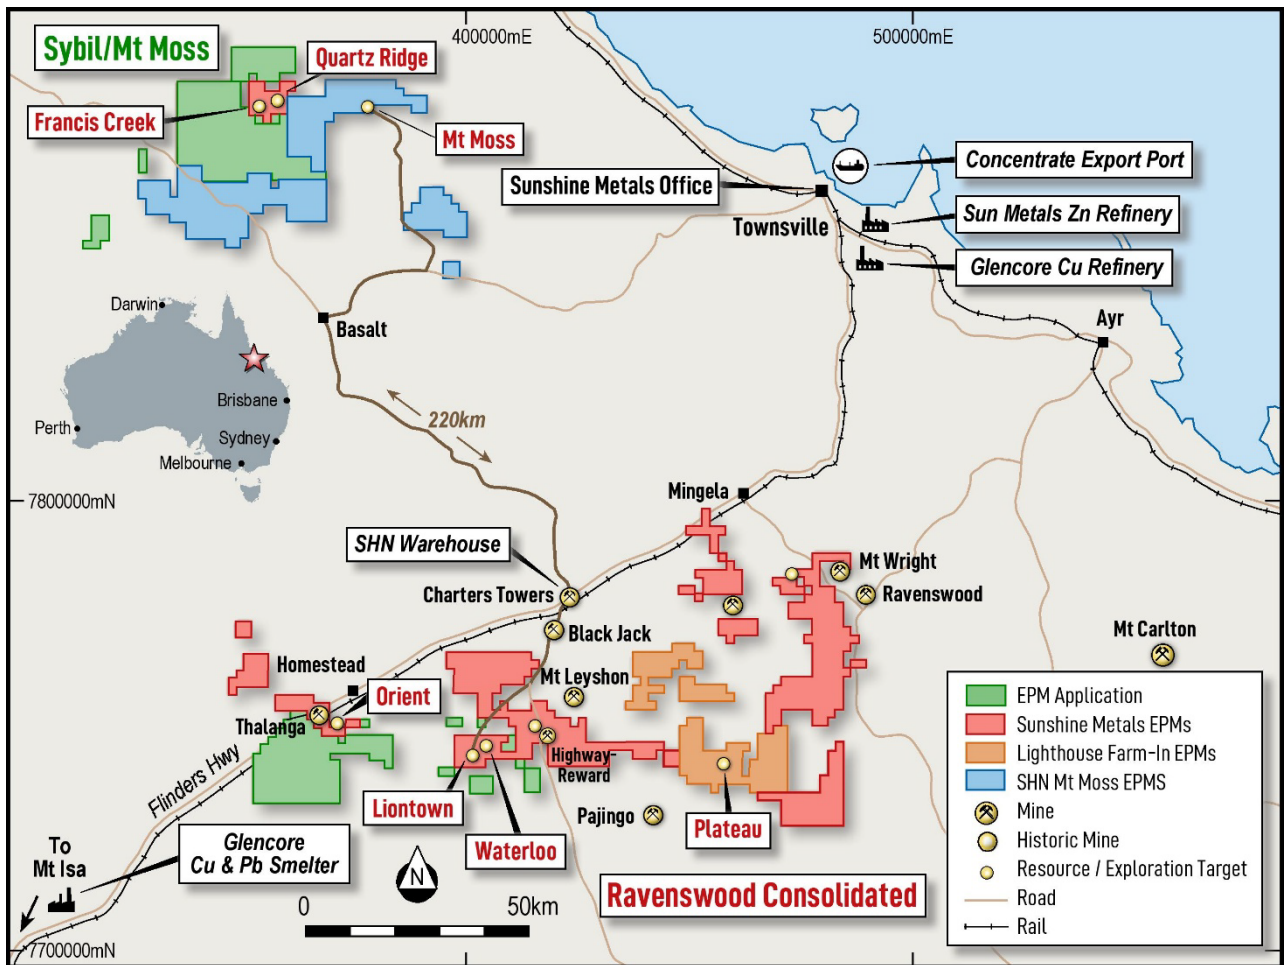 400000mE
500000mE
Sybil/Mt Moss
Quartz Ridge
Francis Creek
Mt Moss
Concentrate Export Port
Sunshine Metals Office
Townsville
Sun Metals Zn Refinery
Glencore Cu Refinery
Ayr
Basalt
Darwin
Brisbane
Perth
Sydney
Melbourne
220km
7800000mN
Mingela
SHN Warehouse
Charters Towers
Mt Wright
Ravenswood
Black Jack
Mt Carlton
Homestead
Mt Leyshon
Orient
Thalanga
Highway-
Reward
Flinders Hwy
Liontown
Waterloo
Pajingo
Plateau
To
Mt Isa
Glencore
Cu & Pb Smelter
N
0
50km
Ravenswood Consolidated
7700000mN
EPM Application
Sunshine Metals EPMs
Lighthouse Farm-In EPMs
SHN Mt Moss EPMS
Mine
Historic Mine
Resource / Exploration Target
Road
Rail